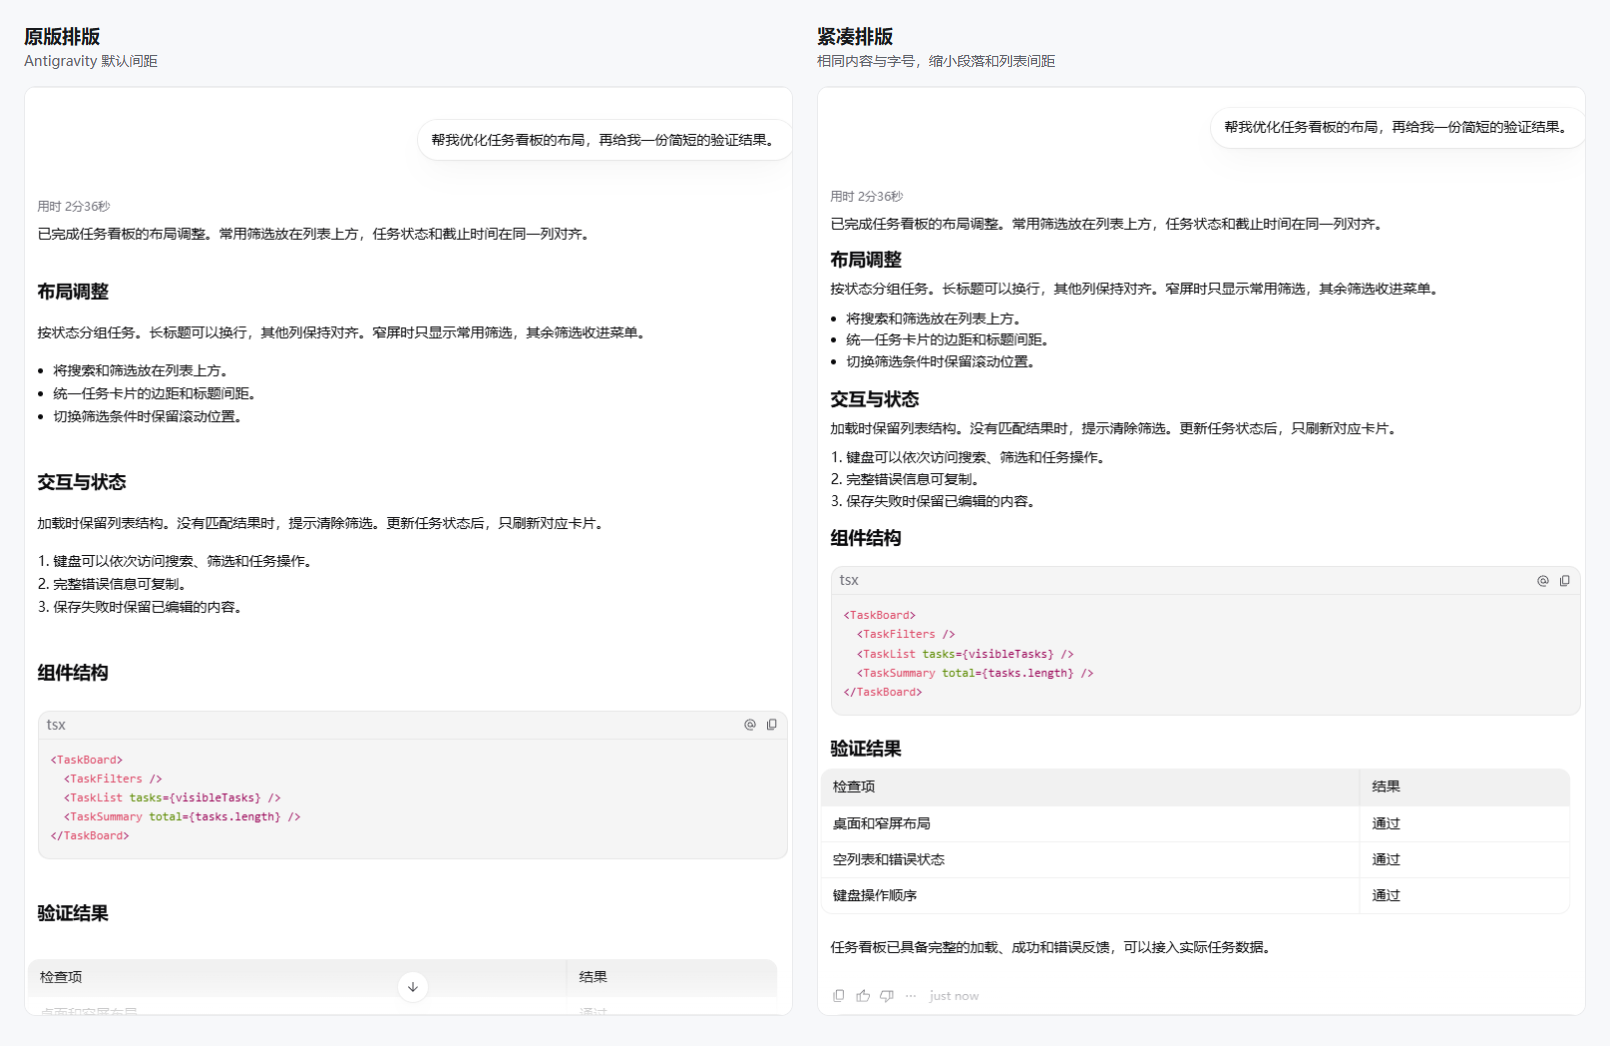 原版排版
Antigravity 默认间距
帮我优化任务看板的布局，再给我一份简短的验证结果。
用时 2分36秒
已完成任务看板的布局调整。常用筛选放在列表上方，任务状态和截止时间在同一列对齐。
布局调整
按状态分组任务。长标题可以换行，其他列保持对齐。窄屏时只显示常用筛选，其余筛选收进菜单。
• 将搜索和筛选放在列表上方。
• 统一任务卡片的边距和标题间距。
• 切换筛选条件时保留滚动位置。
交互与状态
加载时保留列表结构。没有匹配结果时，提示清除筛选。更新任务状态后，只刷新对应卡片。
1. 键盘可以依次访问搜索、筛选和任务操作。
2. 完整错误信息可复制。
3. 保存失败时保留已编辑的内容。
组件结构
tsx
<TaskBoard>
  <TaskFilters />
  <TaskList tasks={visibleTasks} />
  <TaskSummary total={tasks.length} />
</TaskBoard>
验证结果
检查项 结果
桌面和窄屏布局 通过
紧凑排版
相同内容与字号，缩小段落和列表间距
帮我优化任务看板的布局，再给我一份简短的验证结果。
用时 2分36秒
已完成任务看板的布局调整。常用筛选放在列表上方，任务状态和截止时间在同一列对齐。
布局调整
按状态分组任务。长标题可以换行，其他列保持对齐。窄屏时只显示常用筛选，其余筛选收进菜单。
• 将搜索和筛选放在列表上方。
• 统一任务卡片的边距和标题间距。
• 切换筛选条件时保留滚动位置。
交互与状态
加载时保留列表结构。没有匹配结果时，提示清除筛选。更新任务状态后，只刷新对应卡片。
1. 键盘可以依次访问搜索、筛选和任务操作。
2. 完整错误信息可复制。
3. 保存失败时保留已编辑的内容。
组件结构
tsx
<TaskBoard>
  <TaskFilters />
  <TaskList tasks={visibleTasks} />
  <TaskSummary total={tasks.length} />
</TaskBoard>
验证结果
检查项 结果
桌面和窄屏布局 通过
空列表和错误状态 通过
键盘操作顺序 通过
任务看板已具备完整的加载、成功和错误反馈，可以接入实际任务数据。
just now